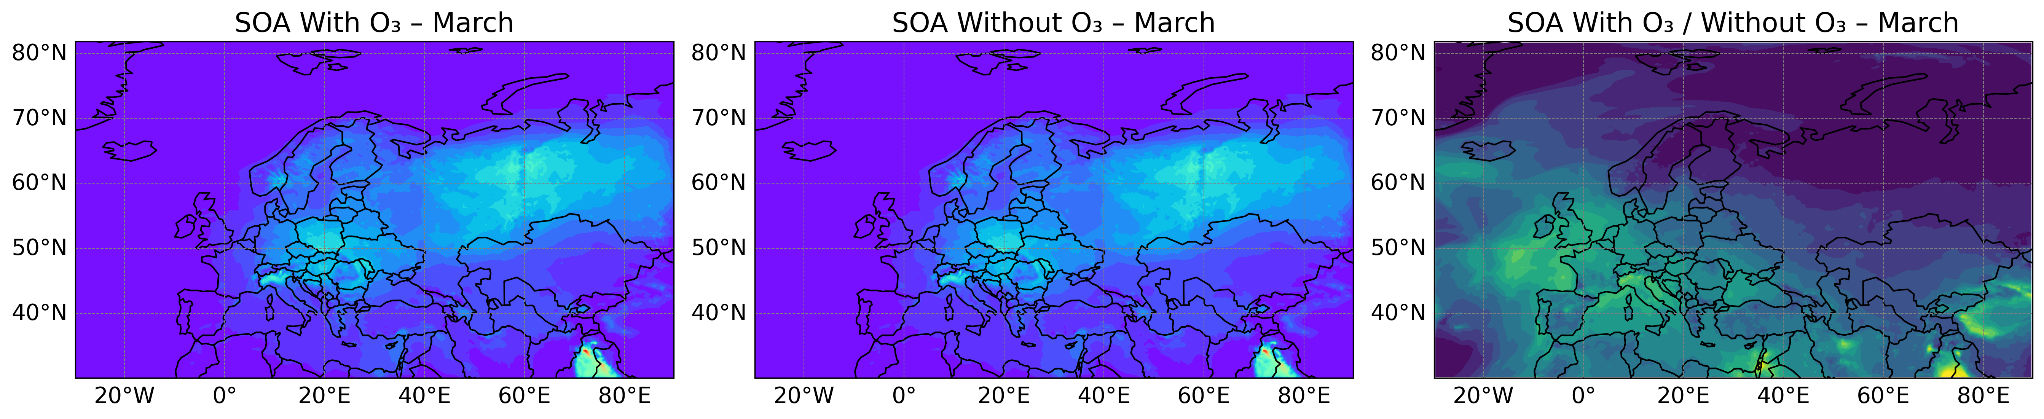 SOA With O₃ – March
SOA Without O₃ – March
SOA With O₃ / Without O₃ – March
80°N
70°N
60°N
50°N
40°N
20°W 0° 20°E 40°E 60°E 80°E
80°N
70°N
60°N
50°N
40°N
20°W 0° 20°E 40°E 60°E 80°E
80°N
70°N
60°N
50°N
40°N
20°W 0° 20°E 40°E 60°E 80°E